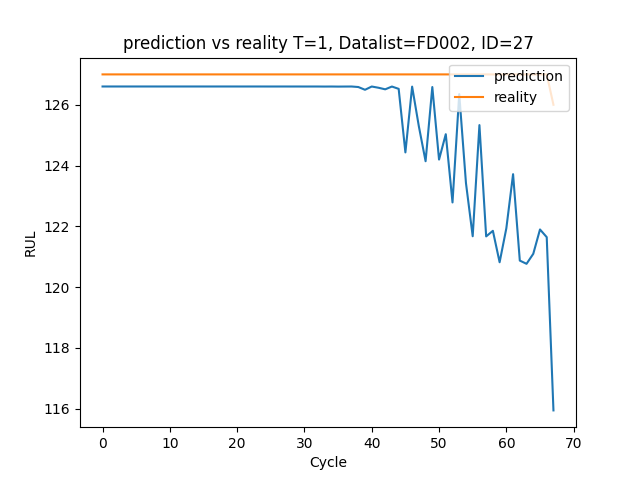 prediction vs reality T=1, Datalist=FD002, ID=27
prediction
reality
126
124
122
120
118
116
RUL
0 10 20 30 40 50 60 70
Cycle